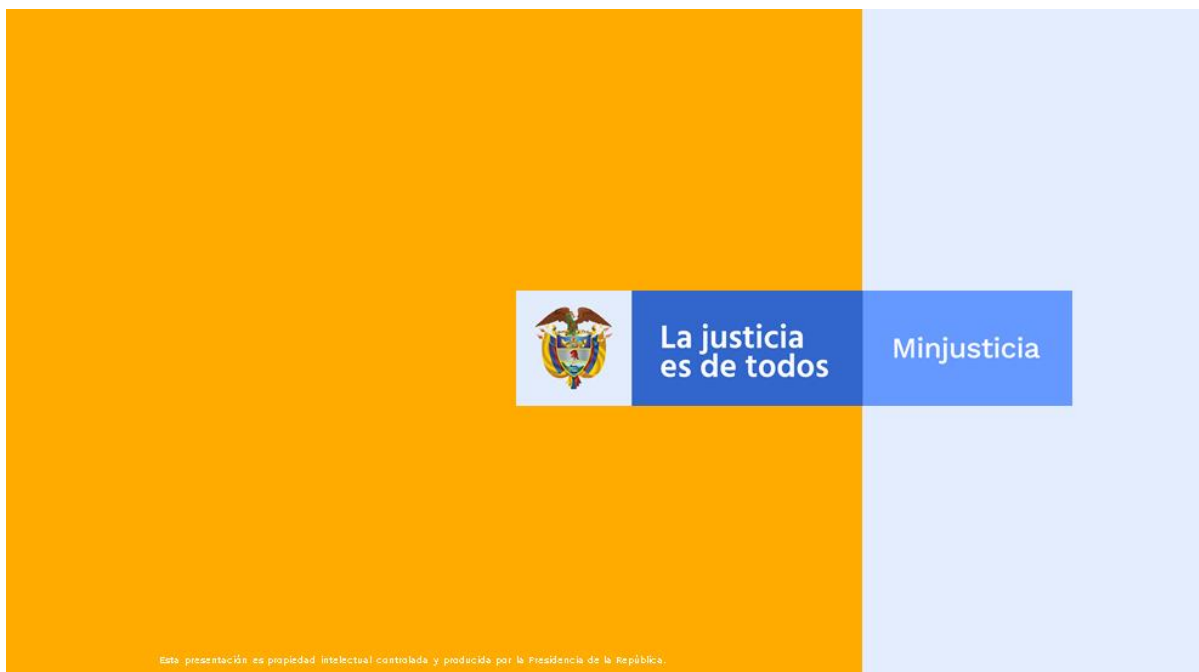 La justicia
es de todos
Minjusticia
Esta presentación es propiedad intelectual controlada y producida por la Presidencia de la República.